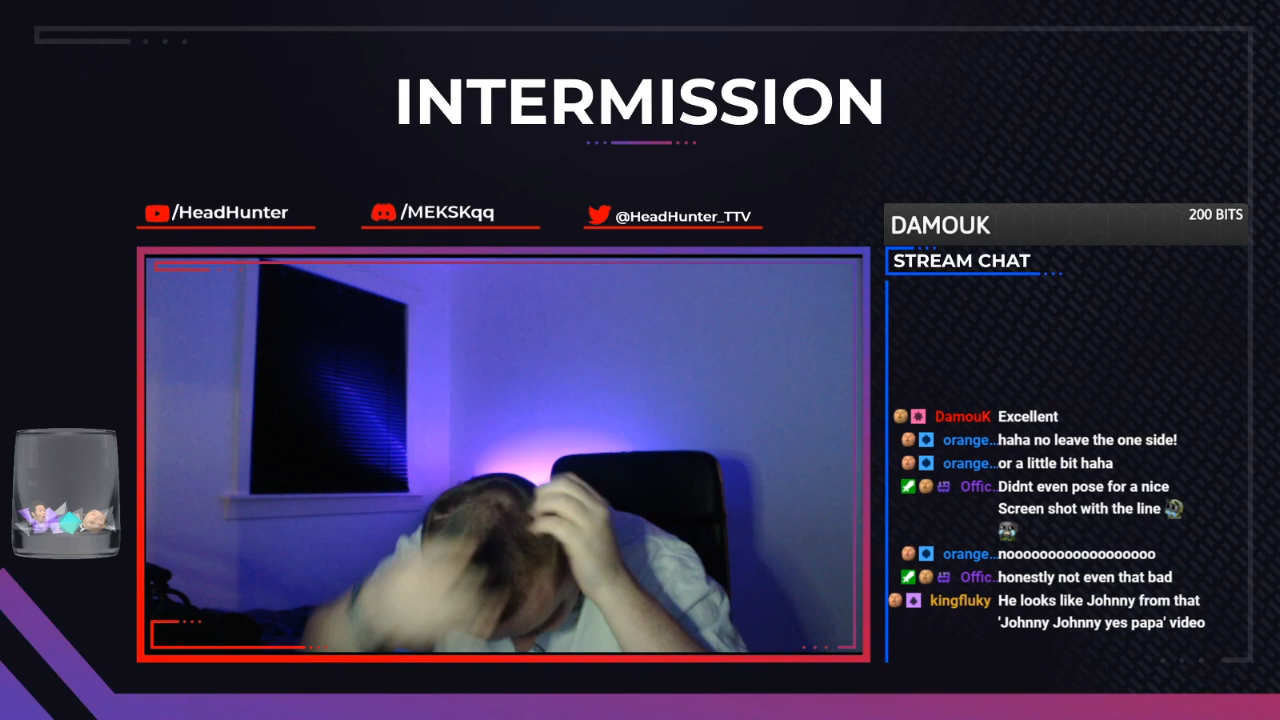 INTERMISSION
/HeadHunter
/MEKSKqq
@HeadHunter_TTV
DAMOUK
200 BITS
STREAM CHAT
DamouK Excellent
orange.. haha no leave the one side!
orange.. or a little bit haha
Offic.. Didnt even pose for a nice
Screen shot with the line
orange.. noooooooooooooooooo
Offic.. honestly not even that bad
kingfluky He looks like Johnny from that
'Johnny Johnny yes papa' video